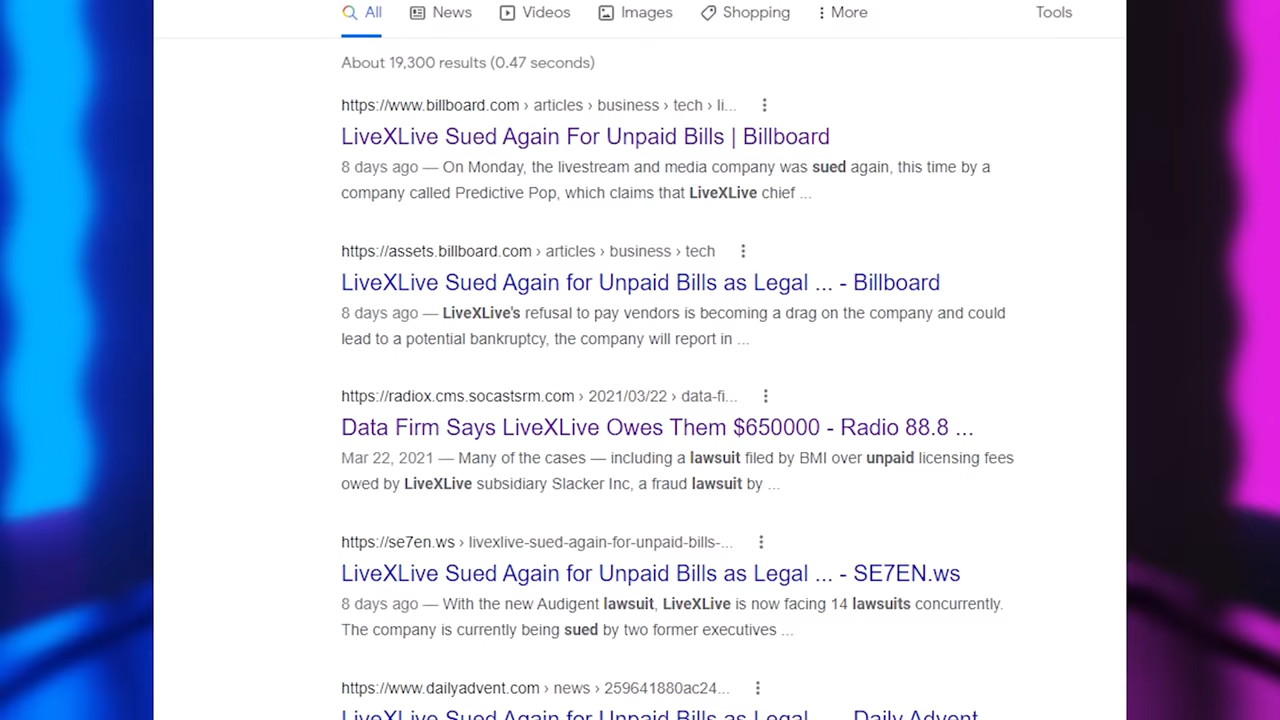 All News Videos Images Shopping More Tools
About 19,300 results (0.47 seconds)
https://www.billboard.com › articles › business › tech › li...
LiveXLive Sued Again For Unpaid Bills | Billboard
8 days ago — On Monday, the livestream and media company was sued again, this time by a
company called Predictive Pop, which claims that LiveXLive chief ...
https://assets.billboard.com › articles › business › tech
LiveXLive Sued Again for Unpaid Bills as Legal ... - Billboard
8 days ago — LiveXLive's refusal to pay vendors is becoming a drag on the company and could
lead to a potential bankruptcy, the company will report in ...
https://radiox.cms.socastsrm.com › 2021/03/22 › data-fi...
Data Firm Says LiveXLive Owes Them $650000 - Radio 88.8 ...
Mar 22, 2021 — Many of the cases — including a lawsuit filed by BMI over unpaid licensing fees
owed by LiveXLive subsidiary Slacker Inc, a fraud lawsuit by ...
https://se7en.ws › livexlive-sued-again-for-unpaid-bills-...
LiveXLive Sued Again for Unpaid Bills as Legal ... - SE7EN.ws
8 days ago — With the new Audigent lawsuit, LiveXLive is now facing 14 lawsuits concurrently.
The company is currently being sued by two former executives ...
https://www.dailyadvent.com › news › 259641880ac24...
LiveXLive Sued Again for Unpaid Bills as Legal ... - Daily Advent